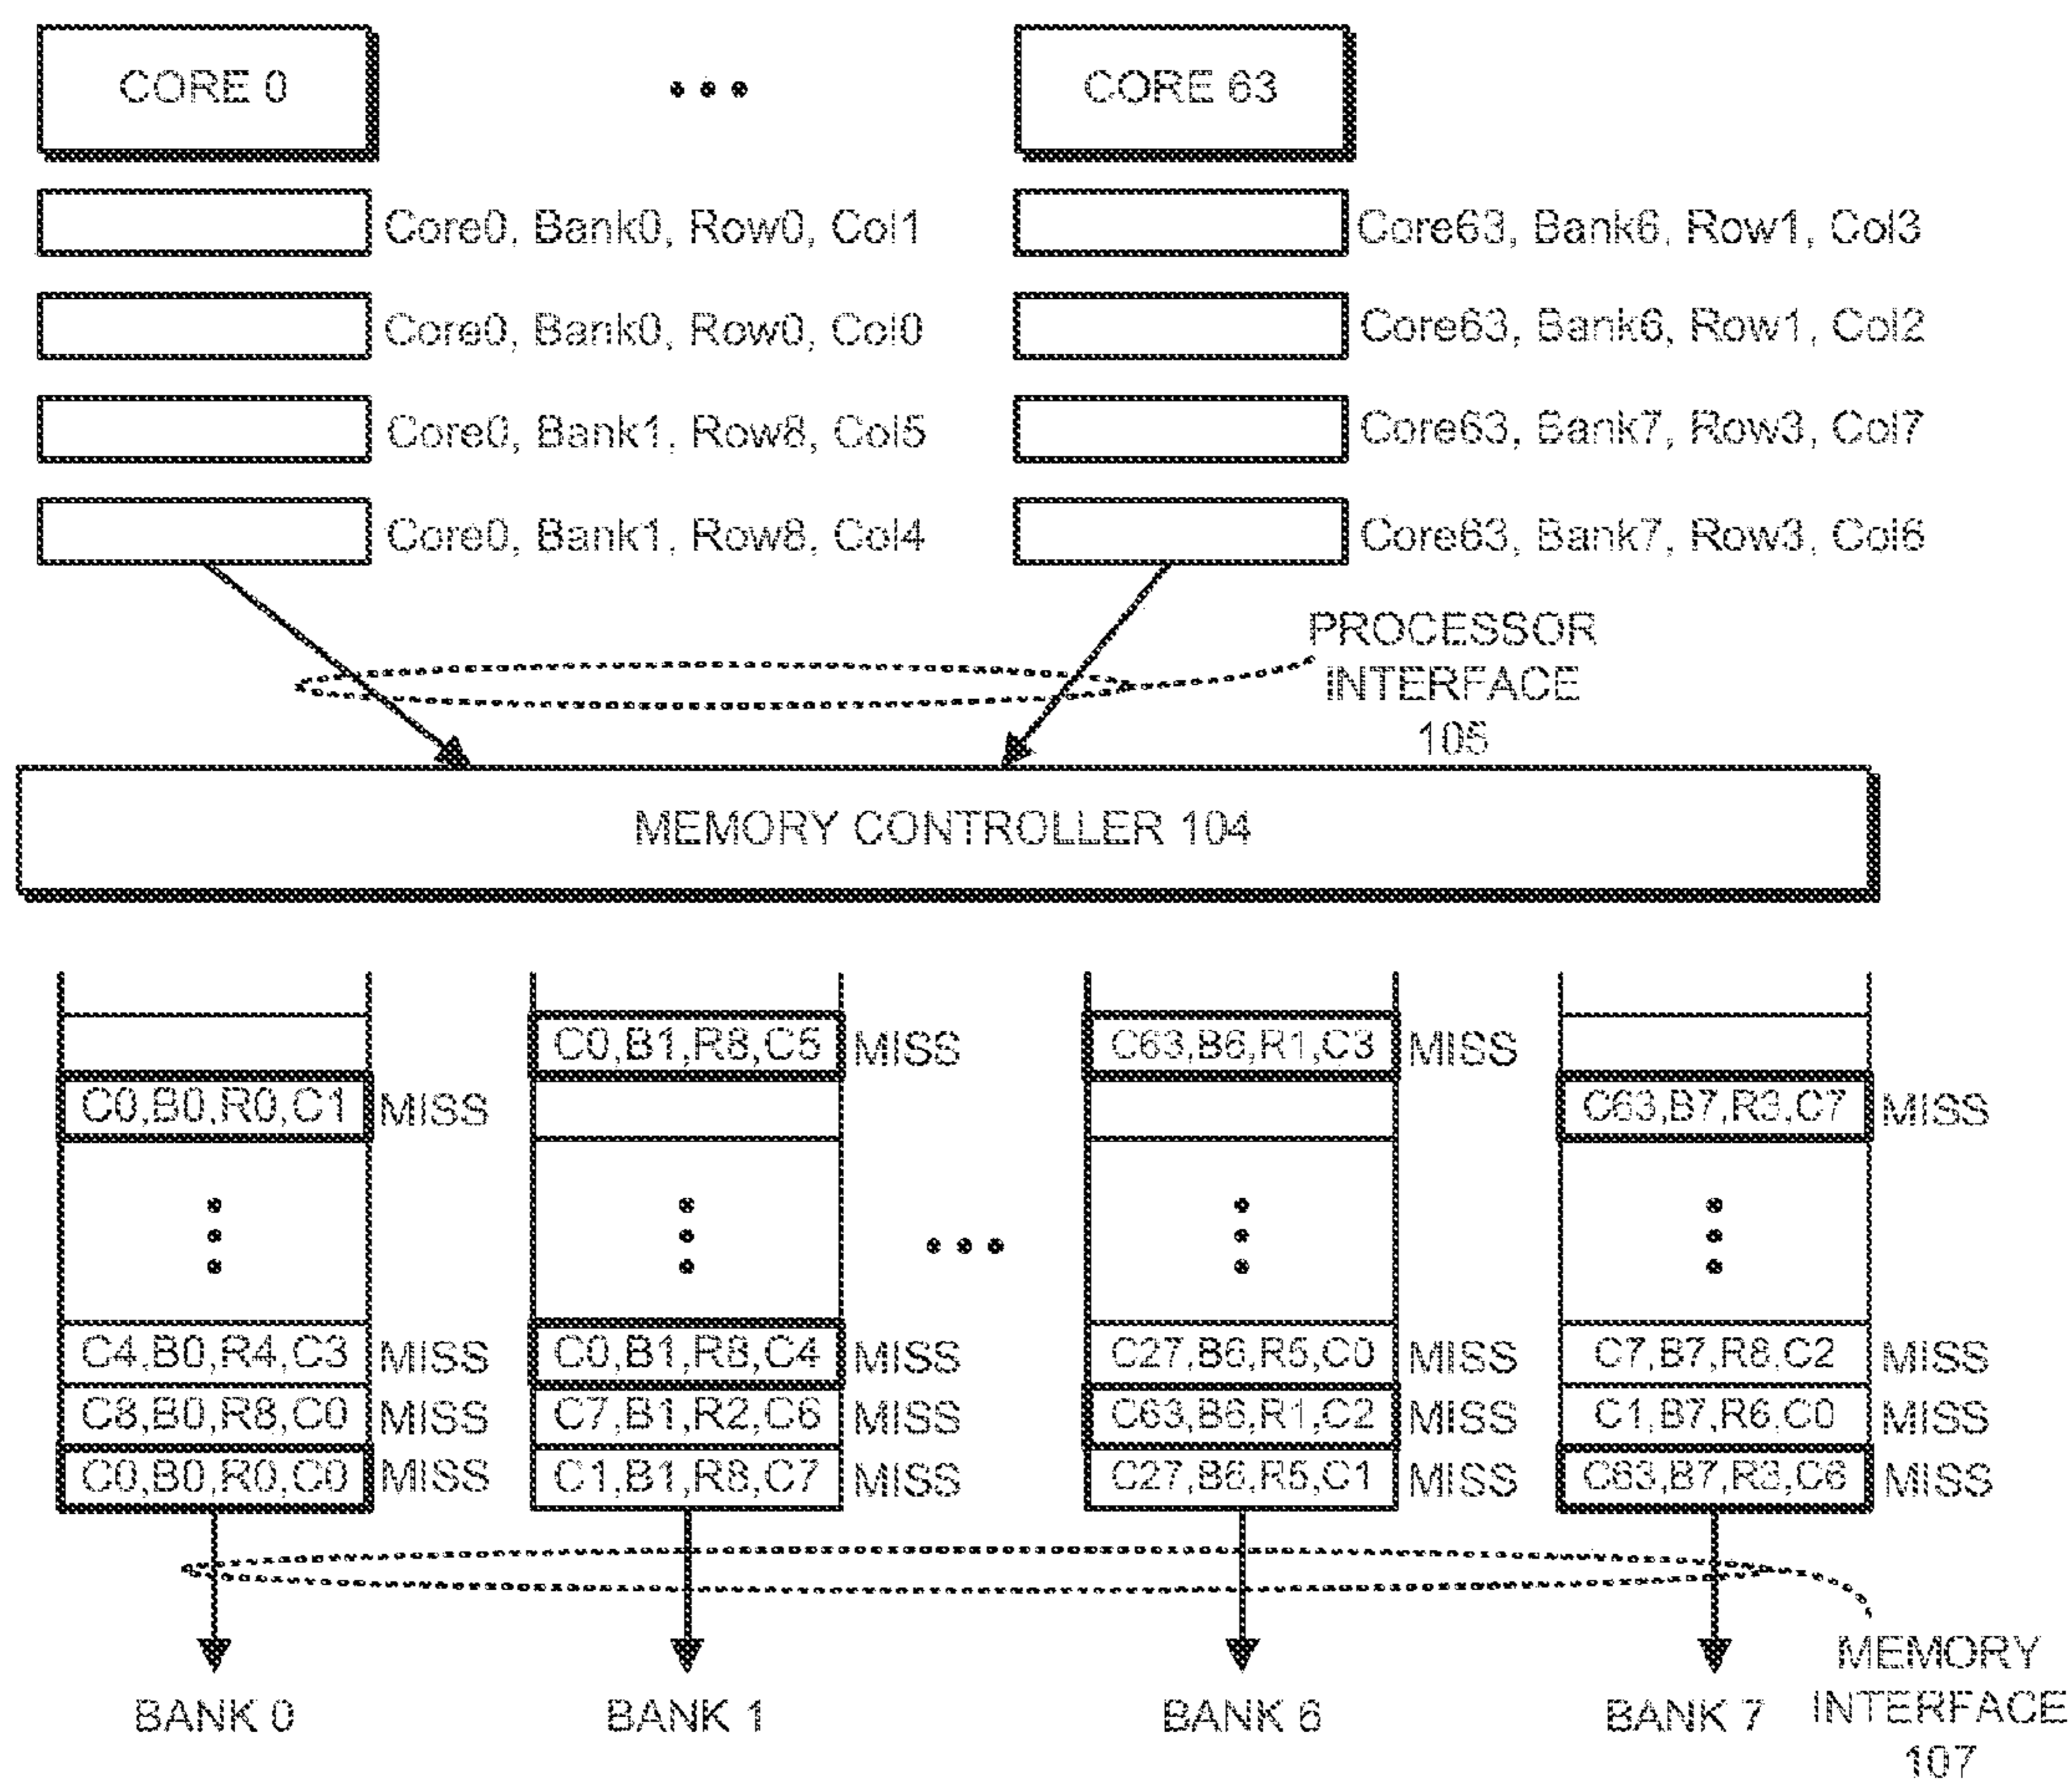 CORE 0
CORE 63
Core0, Bank0, Row0, Col1
Core63, Bank6, Row1, Col3
Core0, Bank0, Row0, Col0
Core63, Bank6, Row1, Col2
Core0, Bank1, Row8, Col5
Core63, Bank7, Row3, Col7
Core0, Bank1, Row8, Col4
Core63, Bank7, Row3, Col6
PROCESSOR
INTERFACE
105
MEMORY CONTROLLER 104
C0,B1,R8,C5 MISS
C63,B6,R1,C3 MISS
C0,B0,R0,C1 MISS
C63,B7,R3,C7 MISS
C4,B0,R4,C3 MISS
C0,B1,R8,C4 MISS
C27,B6,R5,C0 MISS
C7,B7,R8,C2 MISS
C8,B0,R8,C0 MISS
C7,B1,R2,C6 MISS
C63,B6,R1,C2 MISS
C1,B7,R6,C0 MISS
C0,B0,R0,C0 MISS
C1,B1,R8,C7 MISS
C27,B6,R5,C1 MISS
C63,B7,R3,C6 MISS
BANK 0
BANK 1
BANK 6
BANK 7
MEMORY
INTERFACE
107